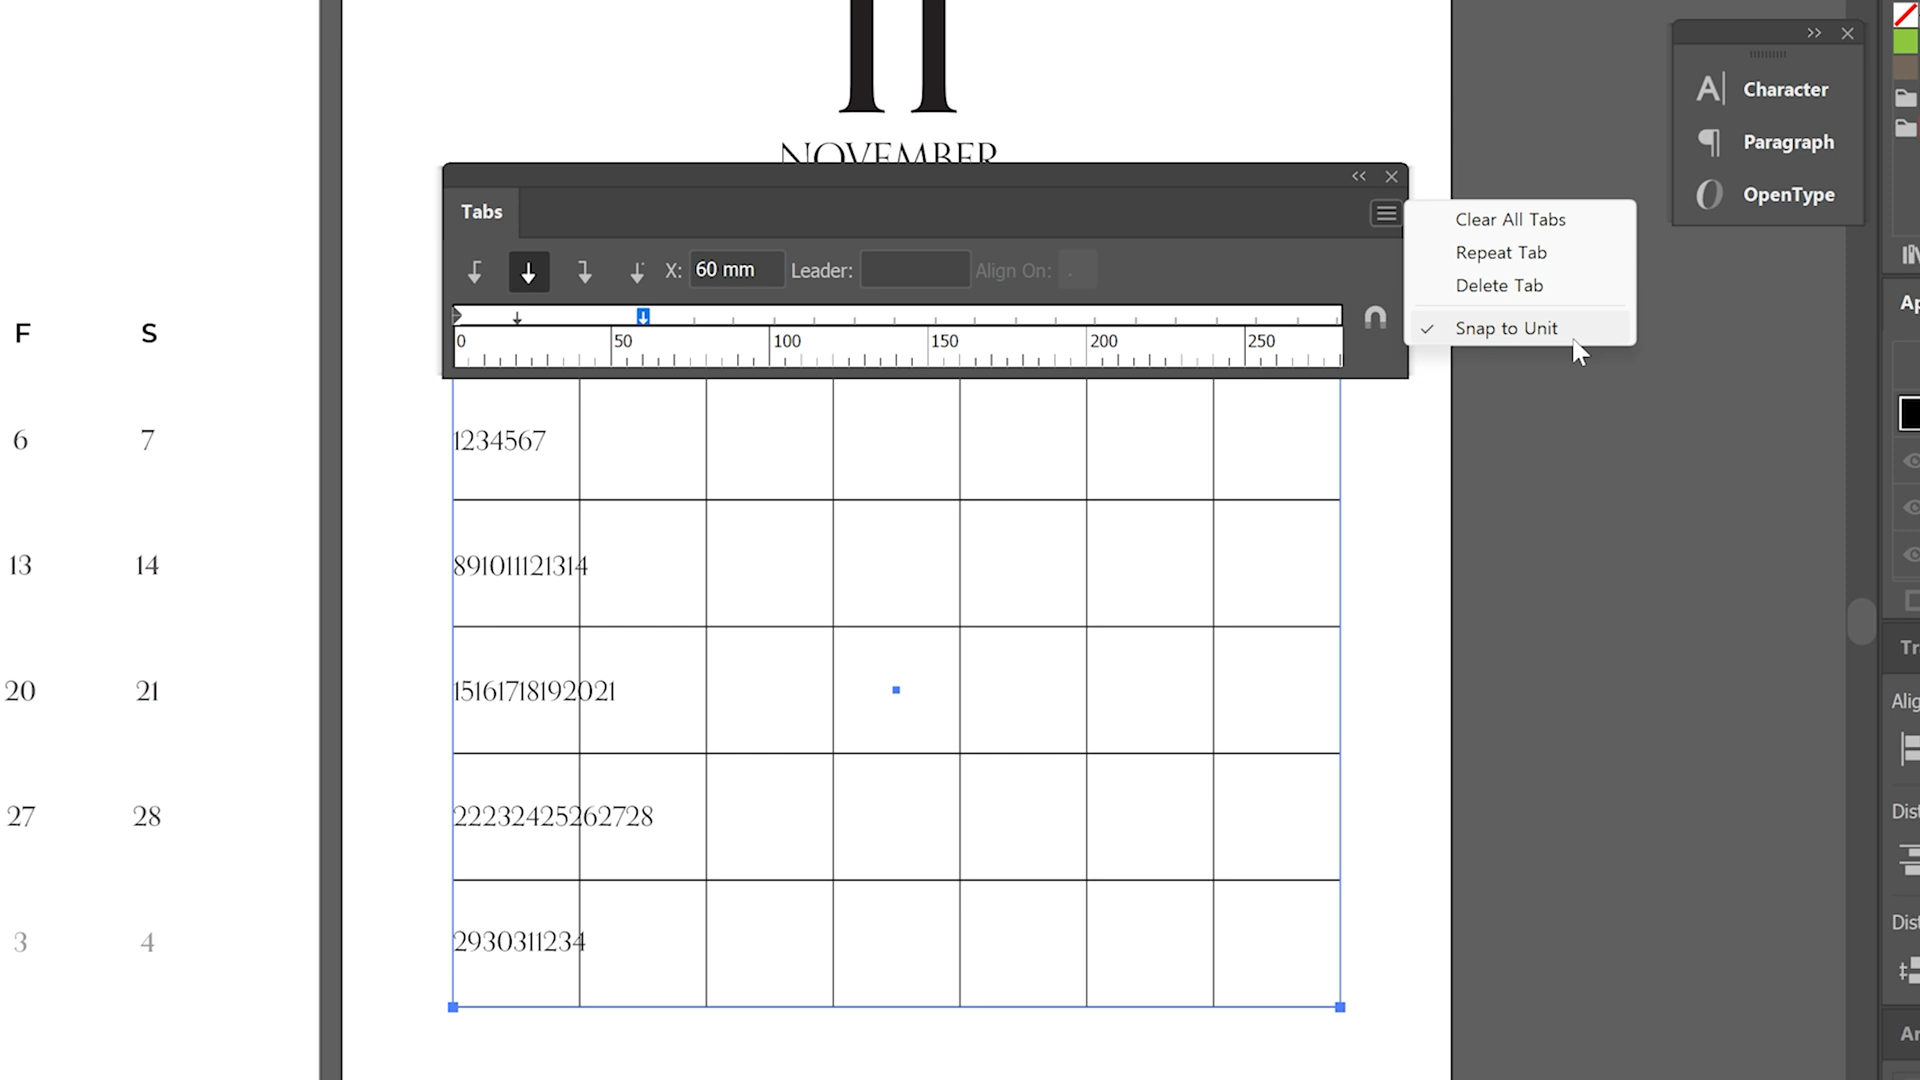 11
NOVEMBER
Tabs
X: 60 mm Leader: Align On: .
0 50 100 150 200 250
Clear All Tabs
Repeat Tab
Delete Tab
Snap to Unit
Character
Paragraph
OpenType
F S
6 7
13 14
20 21
27 28
3 4
1234567
891011121314
15161718192021
22232425262728
2930311234